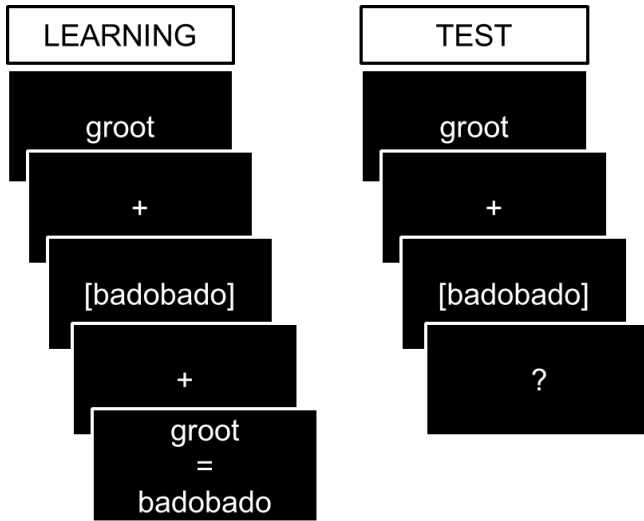 LEARNING
groot
+
[badobado]
+
groot
=
badobado
TEST
groot
+
[badobado]
?